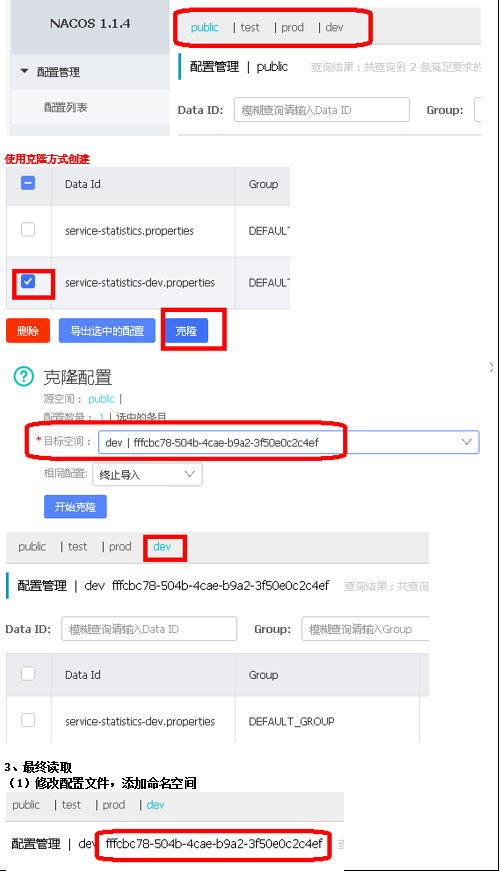 NACOS 1.1.4
public | test | prod | dev
配置管理
配置管理 | public 查询结果：共查询到 2 条满足要求的
配置列表
Data ID: 模糊查询请输入Data ID Group:
使用克隆方式创建
Data Id Group
service-statistics.properties DEFAULT
service-statistics-dev.properties DEFAULT
删除 导出选中的配置 克隆
克隆配置
源空间： public |
配置数量： 1 | 选中的条目
* 目标空间： dev | fffcbc78-504b-4cae-b9a2-3f50e0c2c4ef
相同配置: 终止导入
开始克隆
public | test | prod dev
配置管理 | dev fffcbc78-504b-4cae-b9a2-3f50e0c2c4ef 查询结果：共查询
Data ID: 模糊查询请输入Data ID Group: 模糊查询请输入Group
Data Id Group
service-statistics-dev.properties DEFAULT_GROUP
3、最终读取
（1）修改配置文件，添加命名空间
public | test | prod | dev
配置管理 | dev fffcbc78-504b-4cae-b9a2-3f50e0c2c4ef